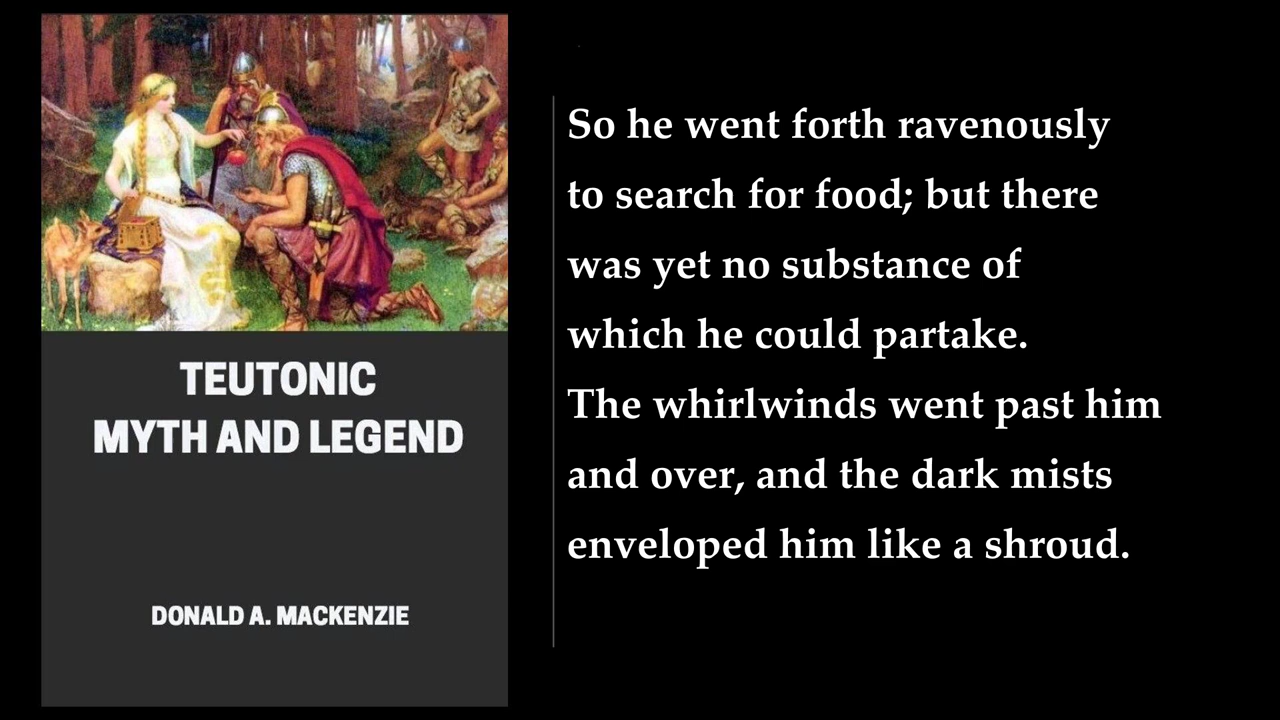 TEUTONIC
MYTH AND LEGEND
DONALD A. MACKENZIE
So he went forth ravenously
to search for food; but there
was yet no substance of
which he could partake.
The whirlwinds went past him
and over, and the dark mists
enveloped him like a shroud.